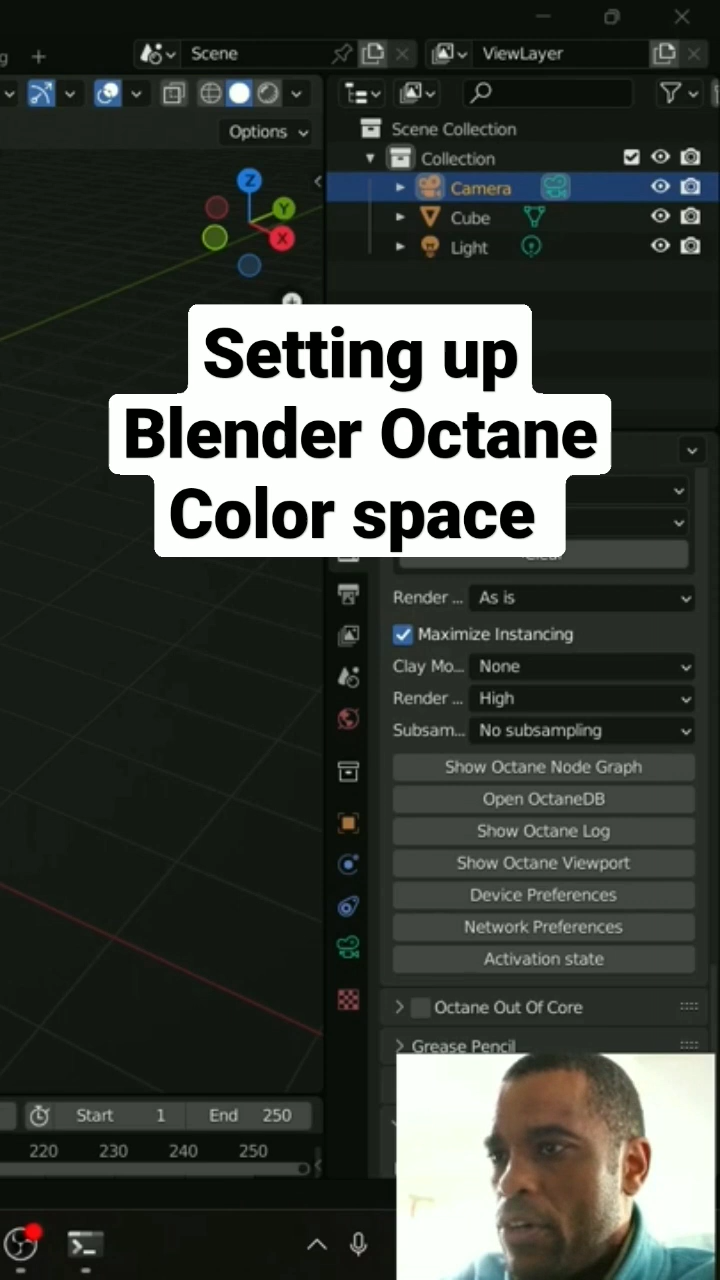 Scene
ViewLayer
Options
Scene Collection
Collection
Z
Y
X
Camera
Cube
Light
Setting up
Blender Octane
Color space
Render ... As is
Maximize Instancing
Clay Mo... None
Render ... High
Subsam... No subsampling
Show Octane Node Graph
Open OctaneDB
Show Octane Log
Show Octane Viewport
Device Preferences
Network Preferences
Activation state
Octane Out Of Core
Grease Pencil
Start 1 End 250
220 230 240 250